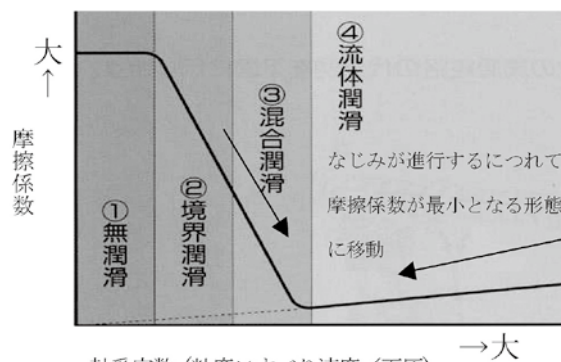 大
↑
摩擦係数
①無潤滑
②境界潤滑
③混合潤滑
④流体潤滑
なじみが進行するにつれて
摩擦係数が最小となる形態
に移動
→大